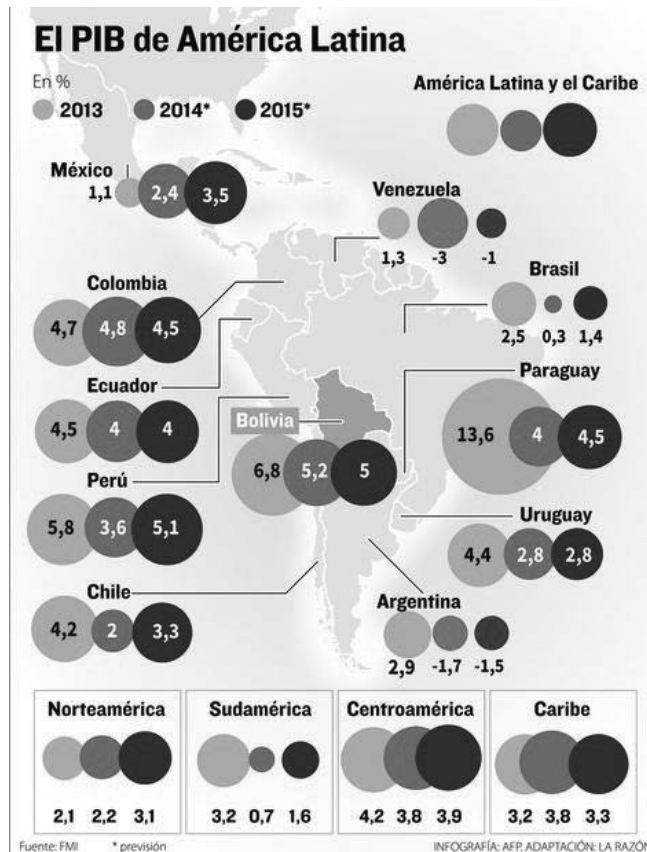 El PIB de América Latina
En %
2013 2014* 2015*
América Latina y el Caribe
México
1,1 2,4 3,5
Venezuela
1,3 -3 -1
Colombia
4,7 4,8 4,5
Brasil
2,5 0,3 1,4
Ecuador
4,5 4 4
Paraguay
13,6 4 4,5
Bolivia
6,8 5,2 5
Perú
5,8 3,6 5,1
Uruguay
4,4 2,8 2,8
Chile
4,2 2 3,3
Argentina
2,9 -1,7 -1,5
Norteamérica
2,1 2,2 3,1
Sudamérica
3,2 0,7 1,6
Centroamérica
4,2 3,8 3,9
Caribe
3,2 3,8 3,3
Fuente: FMI * previsión
INFOGRAFÍA: AFP. ADAPTACIÓN: LA RAZÓN